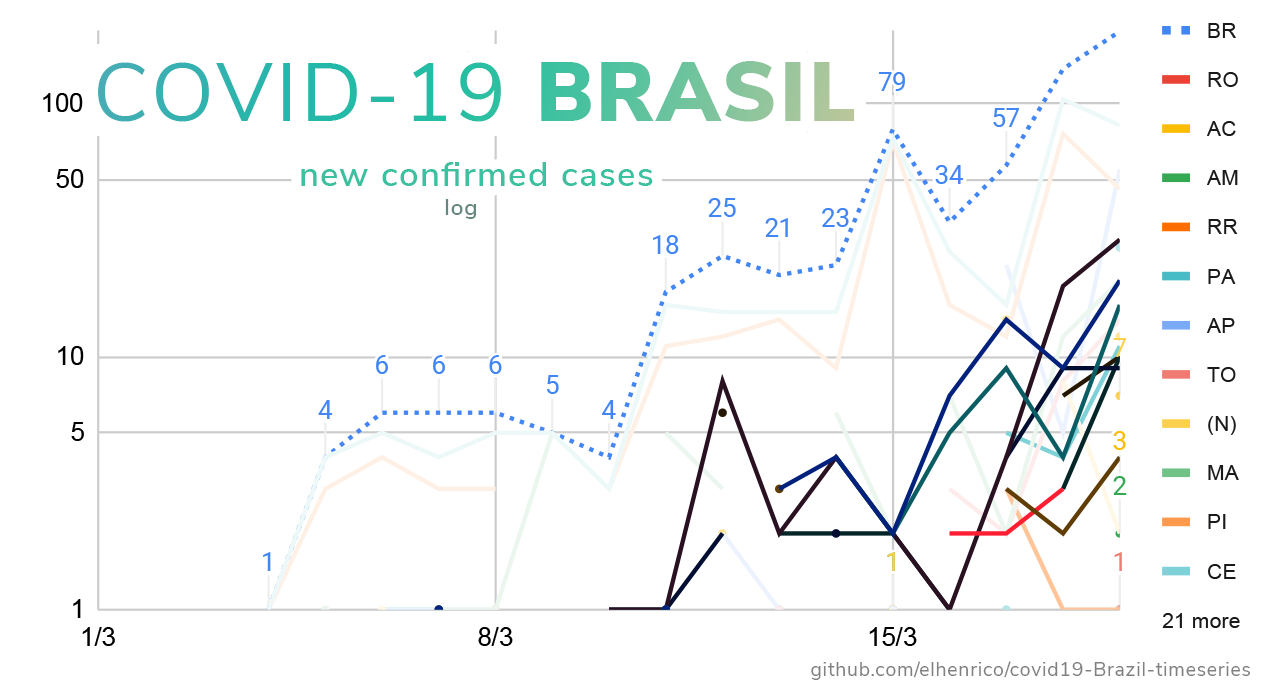 COVID-19 BRASIL
new confirmed cases
log
100
50
10
5
1
1/3
8/3
15/3
1
4
6
6
6
5
4
18
25
21
23
79
34
57
1
7
3
2
1
BR
RO
AC
AM
RR
PA
AP
TO
(N)
MA
PI
CE
21 more
github.com/elhenrico/covid19-Brazil-timeseries